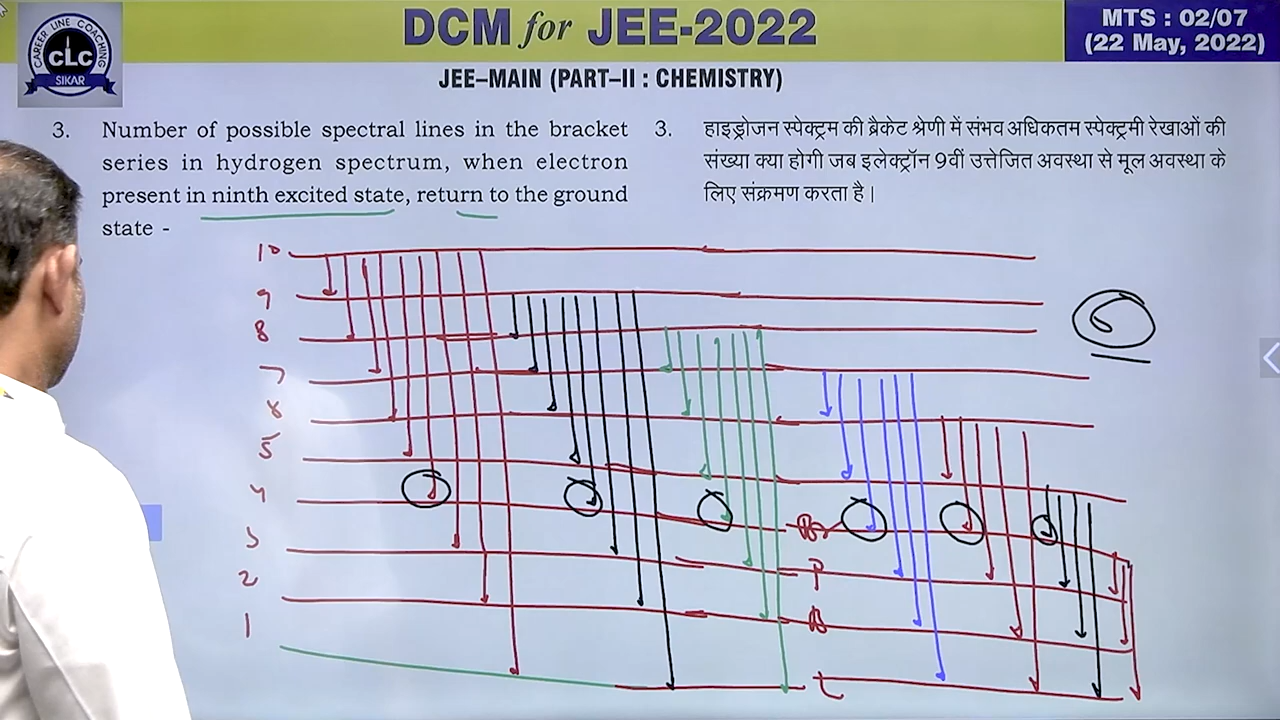 DCM for JEE-2022
MTS : 02/07
(22 May, 2022)
CAREER LINE COACHING
CLC
SIKAR
JEE–MAIN (PART–II : CHEMISTRY)
3. Number of possible spectral lines in the bracket
series in hydrogen spectrum, when electron
present in ninth excited state, return to the ground
state -
3. हाइड्रोजन स्पेक्ट्रम की ब्रैकेट श्रेणी में संभव अधिकतम स्पेक्ट्रमी रेखाओं की
संख्या क्या होगी जब इलेक्ट्रॉन 9वीं उत्तेजित अवस्था से मूल अवस्था के
लिए संक्रमण करता है।
10
9
8
7
6
5
4
3
2
1
6
Br
P
B
L